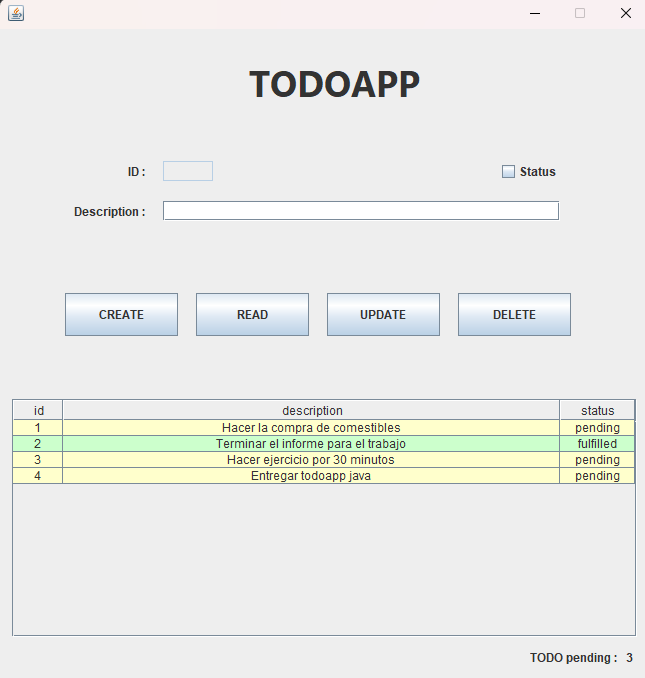 TODOAPP
ID :
Status
Description :
CREATE READ UPDATE DELETE
id description status
1 Hacer la compra de comestibles pending
2 Terminar el informe para el trabajo fulfilled
3 Hacer ejercicio por 30 minutos pending
4 Entregar todoapp java pending
TODO pending : 3